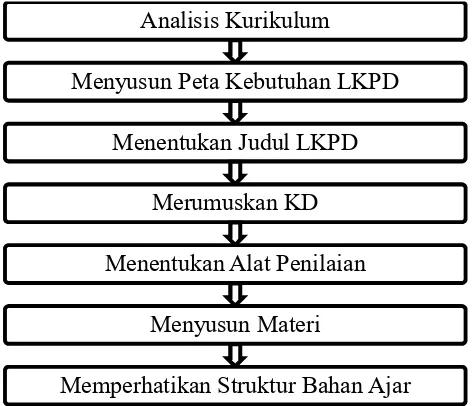 Analisis Kurikulum
Menyusun Peta Kebutuhan LKPD
Menentukan Judul LKPD
Merumuskan KD
Menentukan Alat Penilaian
Menyusun Materi
Memperhatikan Struktur Bahan Ajar